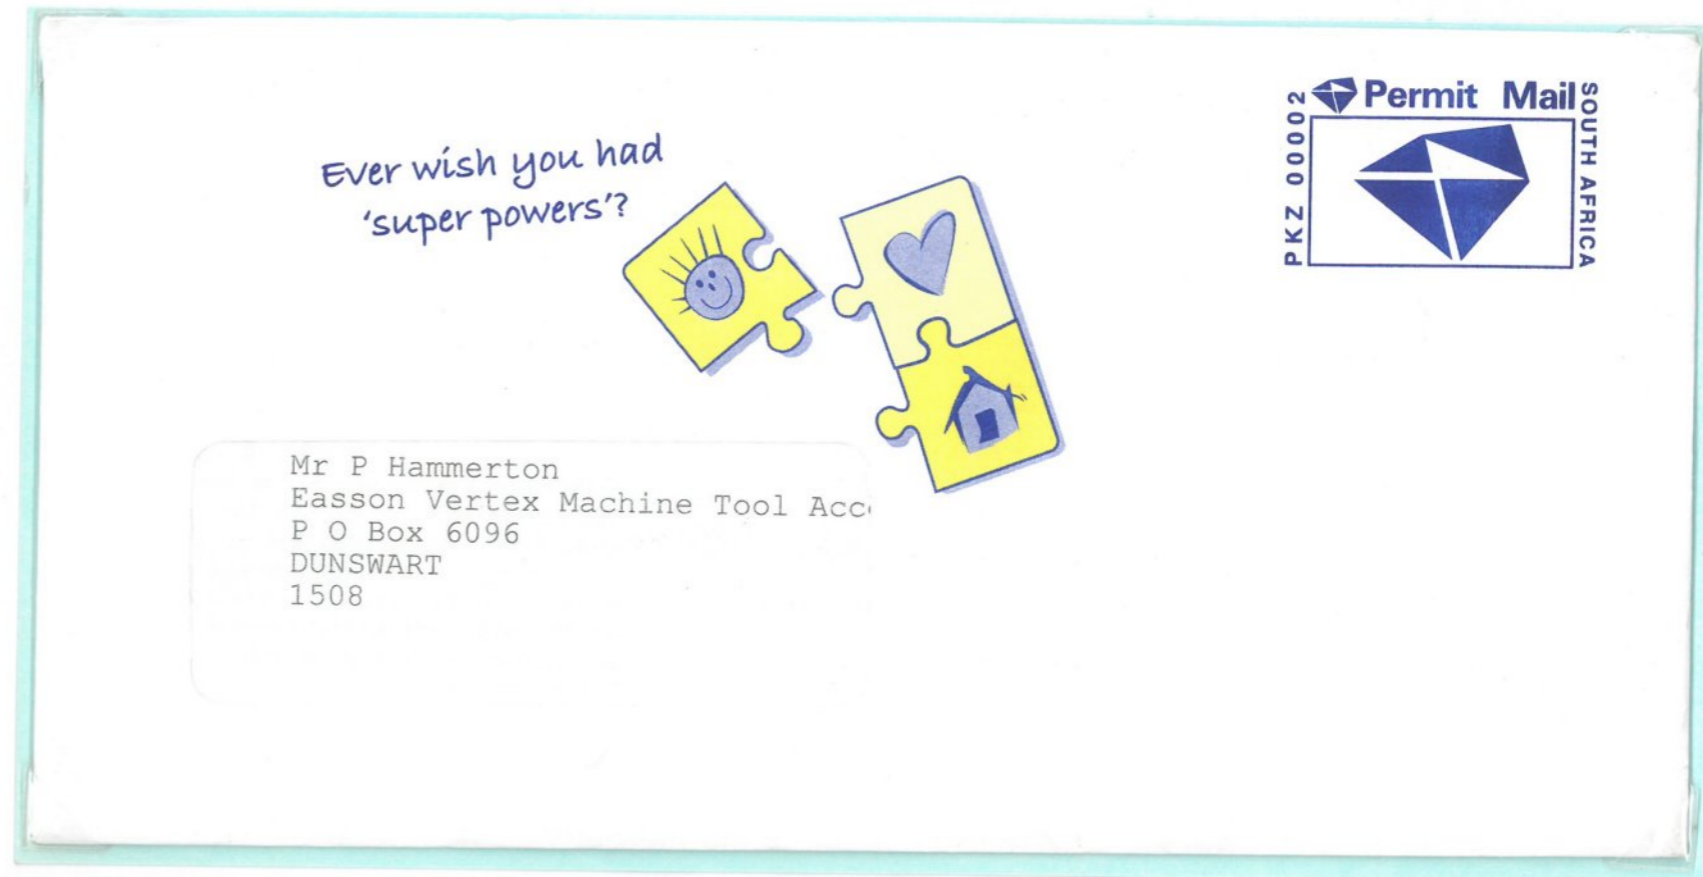 Ever wish you had
'super powers'?
Permit Mail
PKZ 00002
SOUTH AFRICA
Mr P Hammerton
Easson Vertex Machine Tool Acc
P O Box 6096
DUNSWART
1508